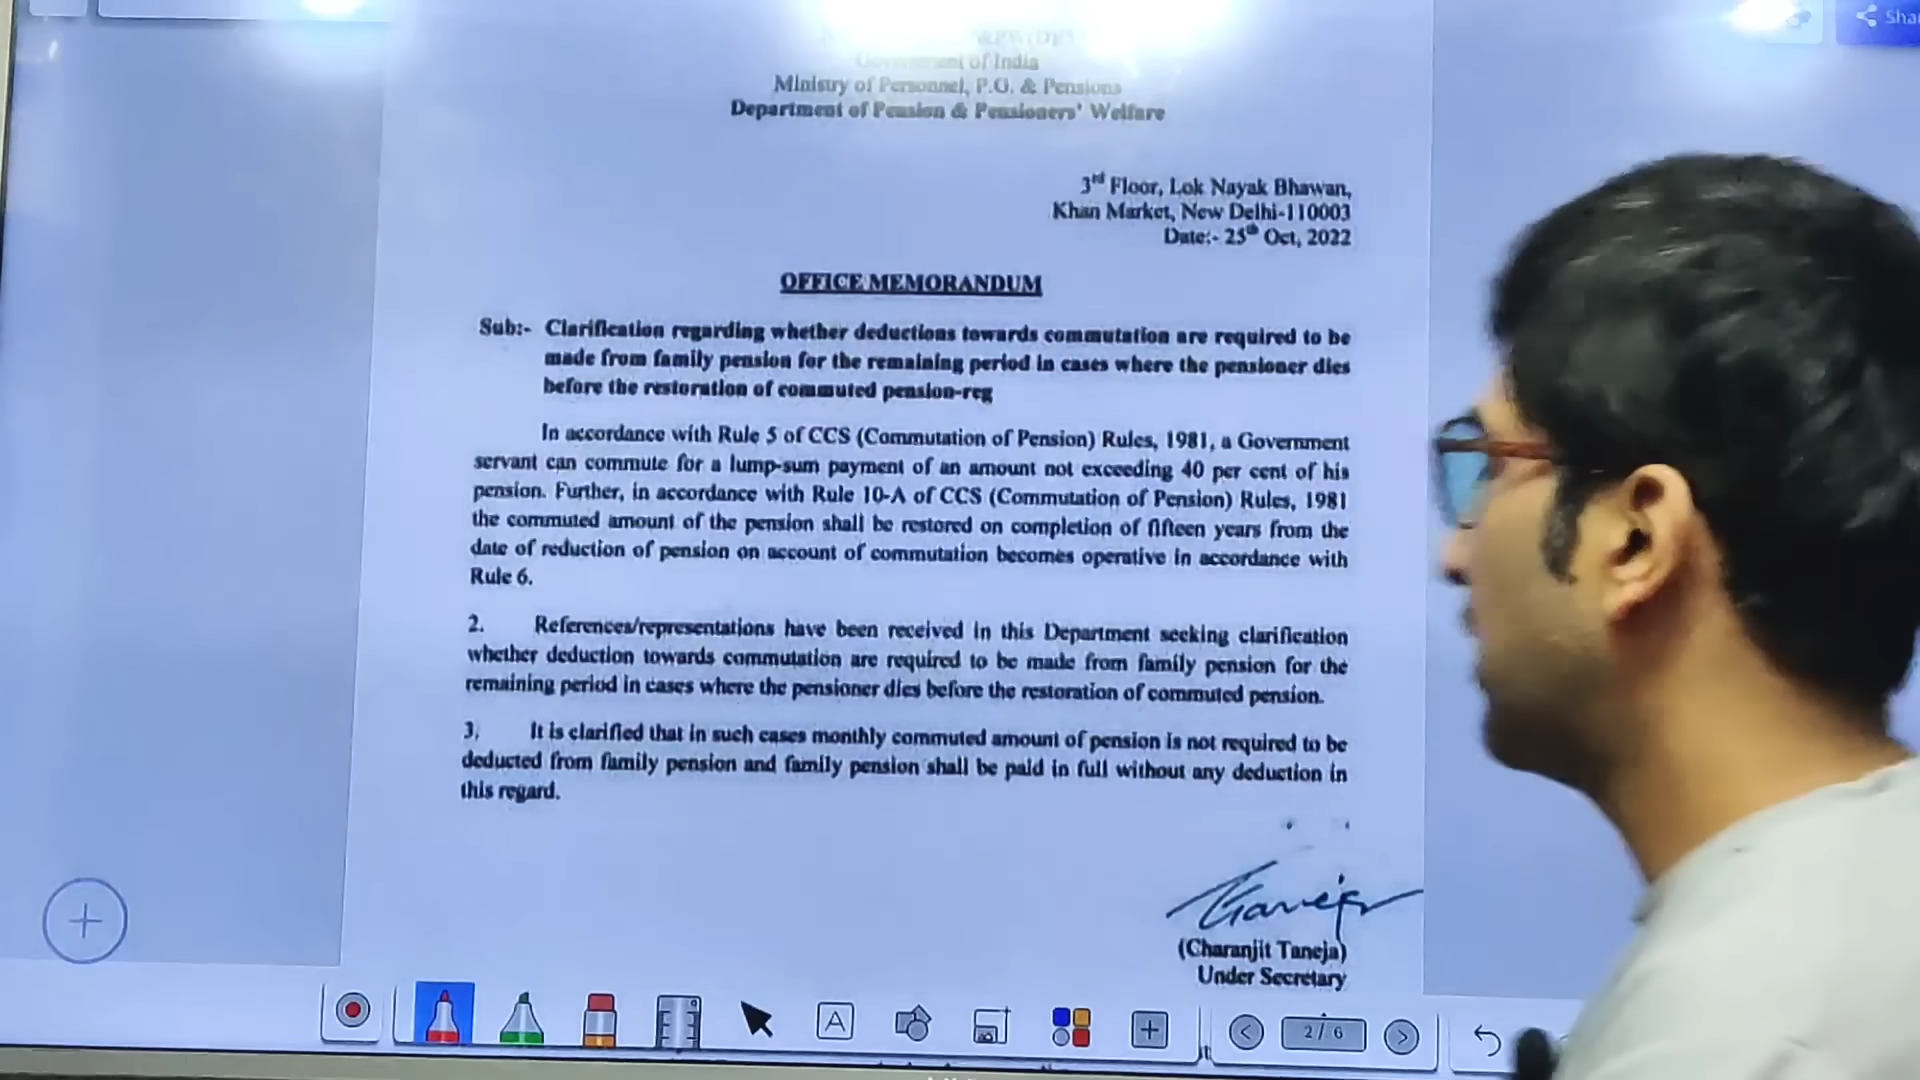 Government of India
Ministry of Personnel, P.G. & Pensions
Department of Pension & Pensioners' Welfare
3rd Floor, Lok Nayak Bhawan,
Khan Market, New Delhi-110003
Date:- 25th Oct, 2022
OFFICE MEMORANDUM
Sub:- Clarification regarding whether deductions towards commutation are required to be
made from family pension for the remaining period in cases where the pensioner dies
before the restoration of commuted pension-reg
In accordance with Rule 5 of CCS (Commutation of Pension) Rules, 1981, a Government
servant can commute for a lump-sum payment of an amount not exceeding 40 per cent of his
pension. Further, in accordance with Rule 10-A of CCS (Commutation of Pension) Rules, 1981
the commuted amount of the pension shall be restored on completion of fifteen years from the
date of reduction of pension on account of commutation becomes operative in accordance with
Rule 6.
2. References/representations have been received in this Department seeking clarification
whether deduction towards commutation are required to be made from family pension for the
remaining period in cases where the pensioner dies before the restoration of commuted pension.
3. It is clarified that in such cases monthly commuted amount of pension is not required to be
deducted from family pension and family pension shall be paid in full without any deduction in
this regard.
Taneja
(Charanjit Taneja)
Under Secretary
A
2 / 6